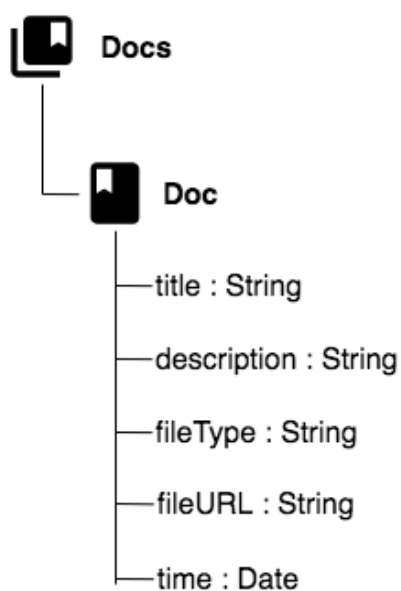 Docs
Doc
title : String
description : String
fileType : String
fileURL : String
time : Date